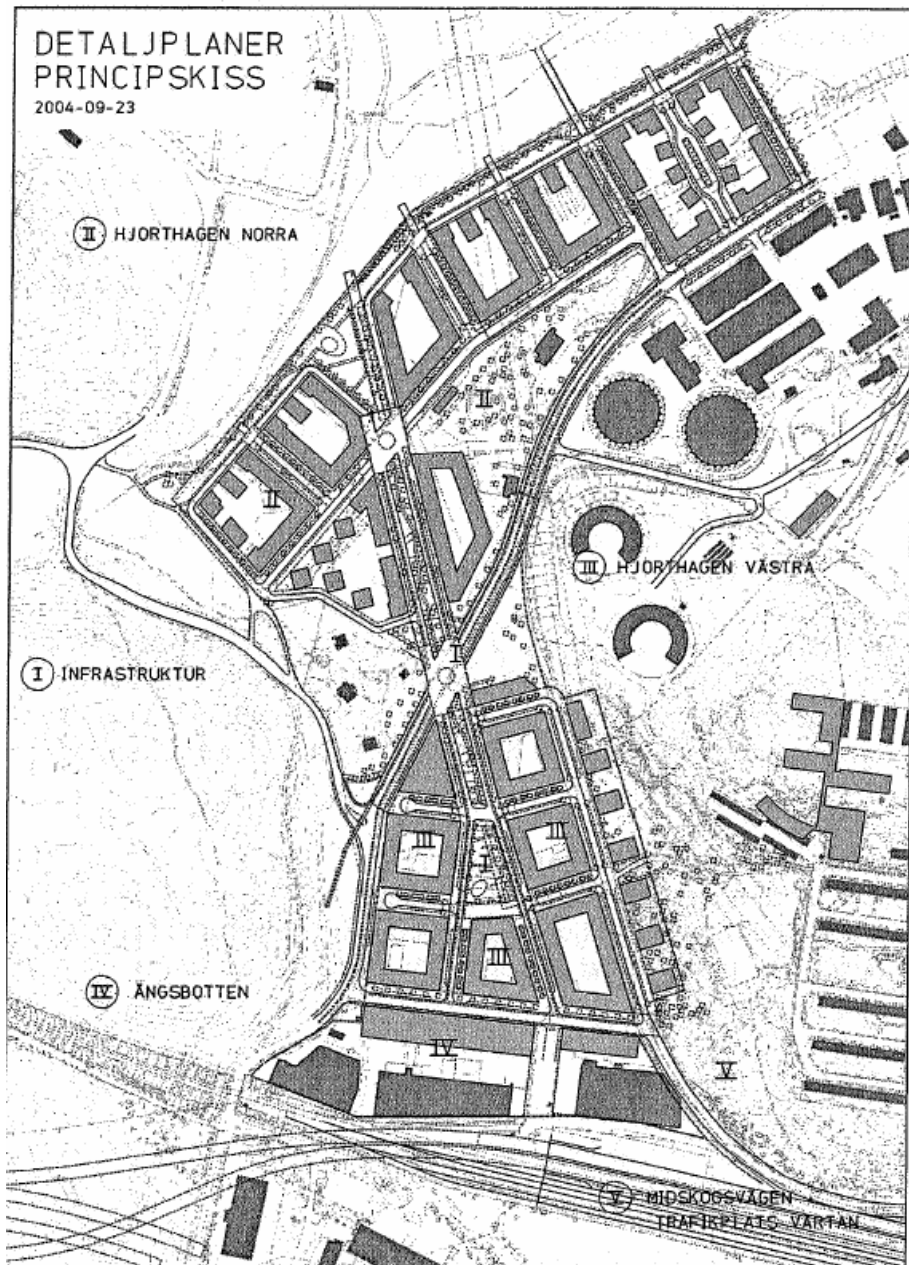 DETALJPLANER
PRINCIPSKISS
2004-09-23
II HJORTHAGEN NORRA
II
II
III HJORTHAGEN VÄSTRA
I
I INFRASTRUKTUR
III
III
I
III
IV ÄNGSBOTTEN
IV
V
V MIDSKOGSVÄGEN
TRAFIKPLATS VÄRTAN